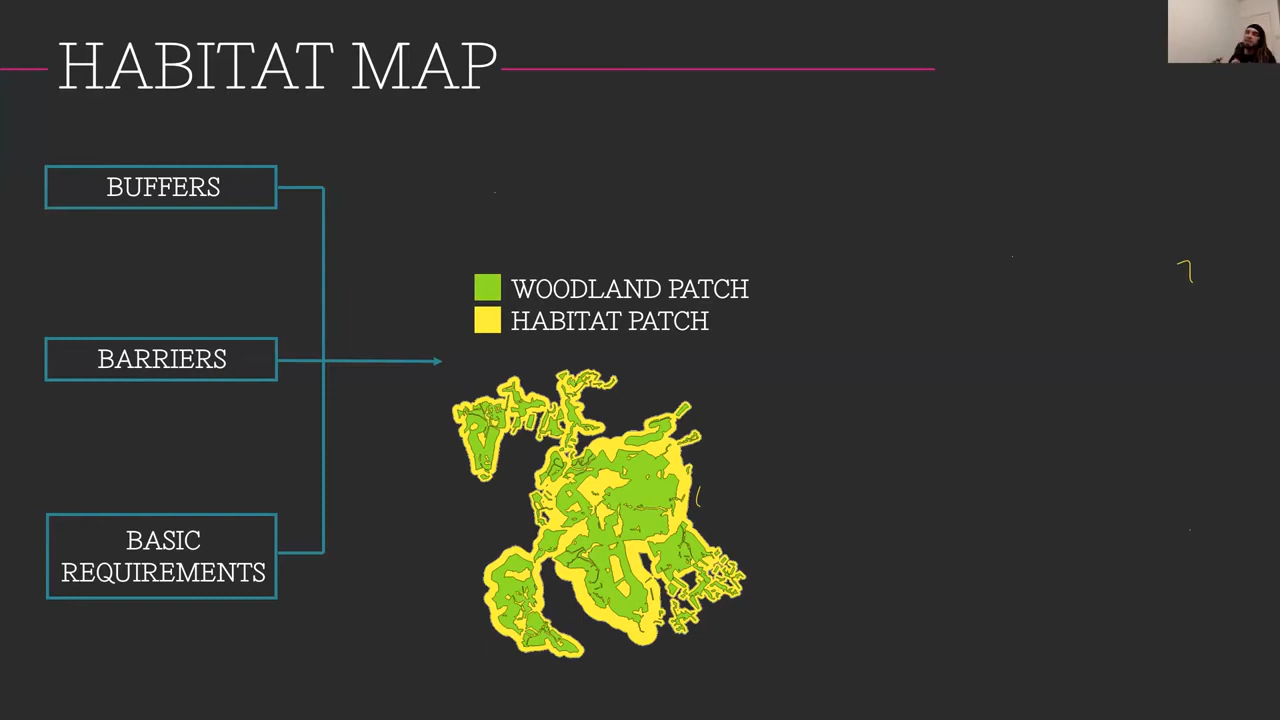 HABITAT MAP
BUFFERS
WOODLAND PATCH
HABITAT PATCH
BARRIERS
BASIC
REQUIREMENTS